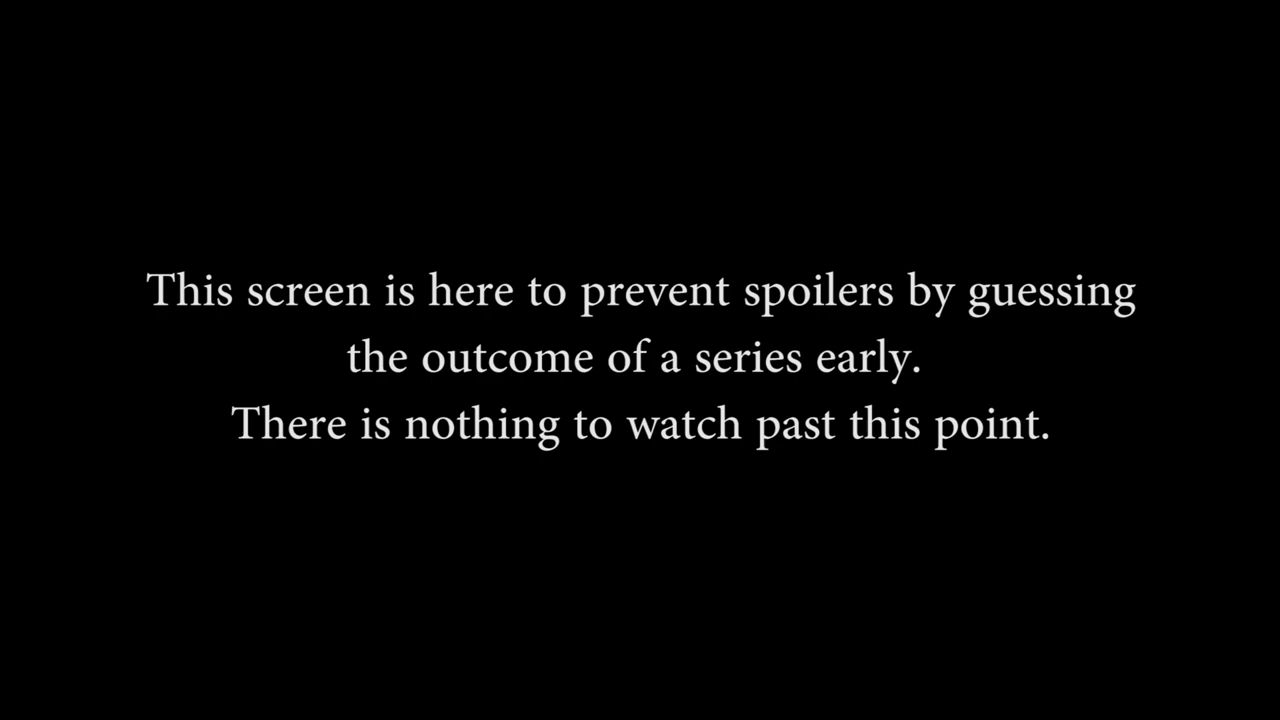 This screen is here to prevent spoilers by guessing
the outcome of a series early.
There is nothing to watch past this point.